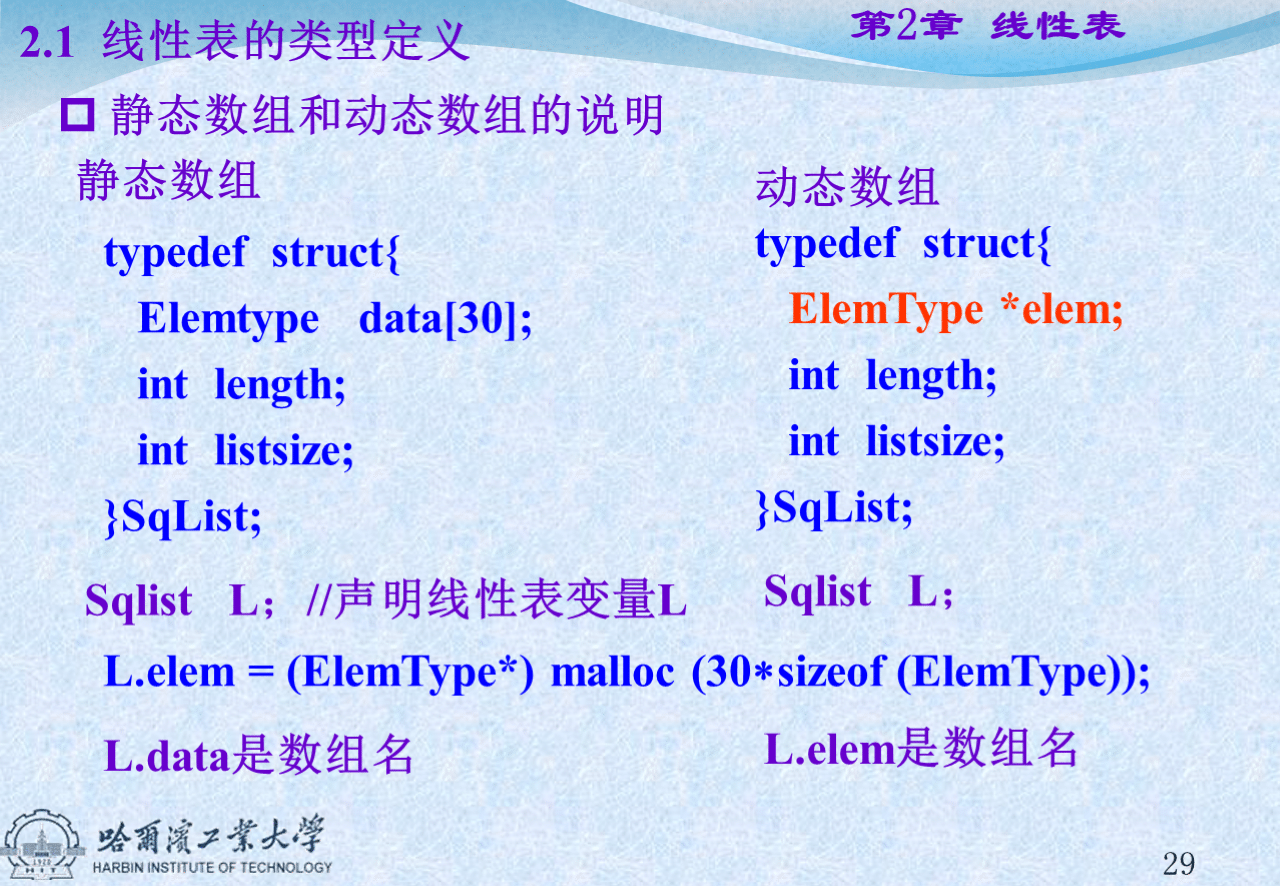 2.1 线性表的类型定义
第2章 线性表
静态数组和动态数组的说明
静态数组
typedef struct{
Elemtype data[30];
int length;
int listsize;
}SqList;
Sqlist L；//声明线性表变量L
动态数组
typedef struct{
ElemType *elem;
int length;
int listsize;
}SqList;
Sqlist L；
L.elem = (ElemType*) malloc (30*sizeof (ElemType));
L.data是数组名
L.elem是数组名
哈爾濱工業大學
HARBIN INSTITUTE OF TECHNOLOGY
1920
HIT
29